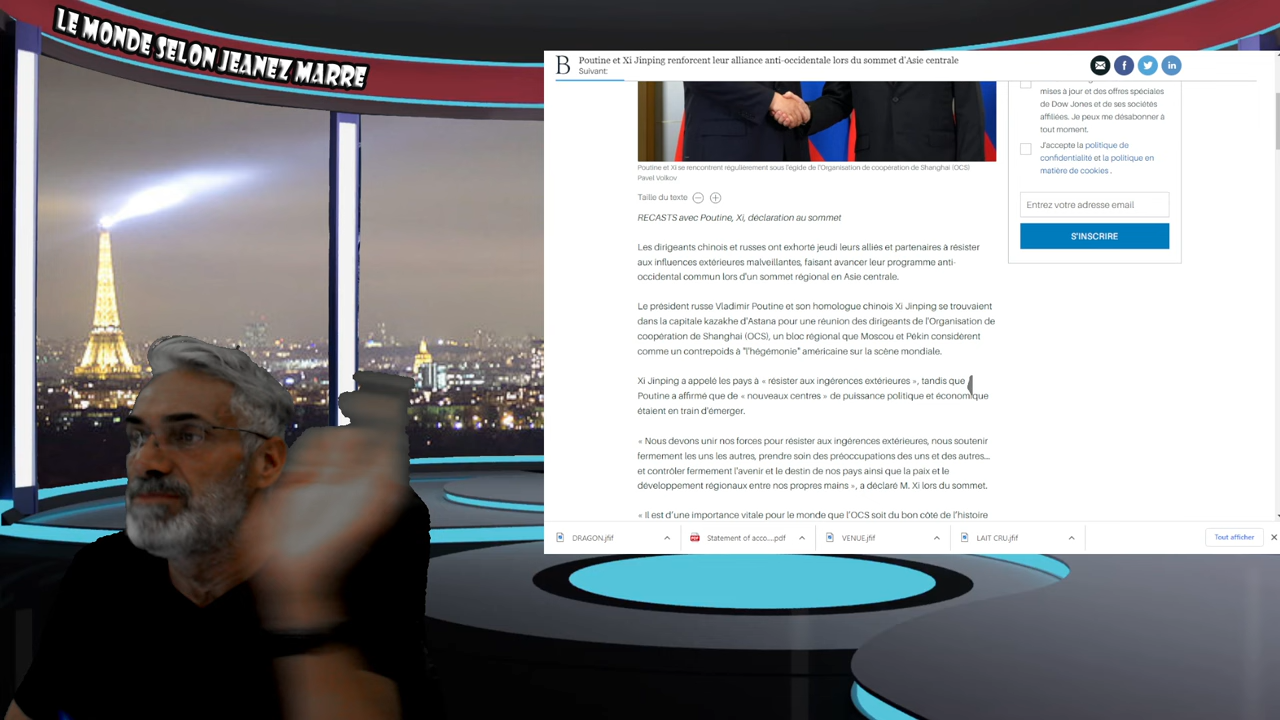 LE MONDE SELON JEANEZ MARRE
B
Poutine et Xi Jinping renforcent leur alliance anti-occidentale lors du sommet d'Asie centrale
Suivant:
Poutine et Xi se rencontrent régulièrement sous l'égide de l'Organisation de coopération de Shanghai (OCS)
Pavel Volkov
Taille du texte
RECASTS avec Poutine, Xi, déclaration au sommet
Les dirigeants chinois et russes ont exhorté jeudi leurs alliés et partenaires à résister
aux influences extérieures malveillantes, faisant avancer leur programme anti-
occidental commun lors d'un sommet régional en Asie centrale.
Le président russe Vladimir Poutine et son homologue chinois Xi Jinping se trouvaient
dans la capitale kazakhe d'Astana pour une réunion des dirigeants de l'Organisation de
coopération de Shanghai (OCS), un bloc régional que Moscou et Pékin considèrent
comme un contrepoids à "l'hégémonie" américaine sur la scène mondiale.
Xi Jinping a appelé les pays à « résister aux ingérences extérieures », tandis que
Poutine a affirmé que de « nouveaux centres » de puissance politique et économique
étaient en train d'émerger.
« Nous devons unir nos forces pour résister aux ingérences extérieures, nous soutenir
fermement les uns les autres, prendre soin des préoccupations des uns et des autres...
et contrôler fermement l'avenir et le destin de nos pays ainsi que la paix et le
développement régionaux entre nos propres mains », a déclaré M. Xi lors du sommet.
« Il est d'une importance vitale pour le monde que l'OCS soit du bon côté de l'histoire
mises à jour et des offres spéciales
de Dow Jones et de ses sociétés
affiliées. Je peux me désabonner à
tout moment.
J'accepte la politique de
confidentialité et la politique en
matière de cookies .
Entrez votre adresse email
S'INSCRIRE
DRAGON.jfif
Statement of acco....pdf
VENUE.jfif
LAIT CRU.jfif
Tout afficher